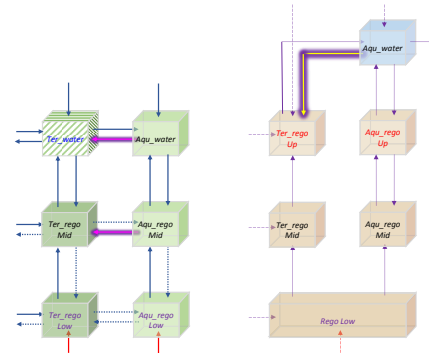 Aqu_water
Ter_water
Aqu_water
Ter_rego
Up
Aqu_rego
Up
Ter_rego
Mid
Aqu_rego
Mid
Ter_rego
Mid
Aqu_rego
Mid
Ter_rego
Low
Aqu_rego
Low
Rego Low